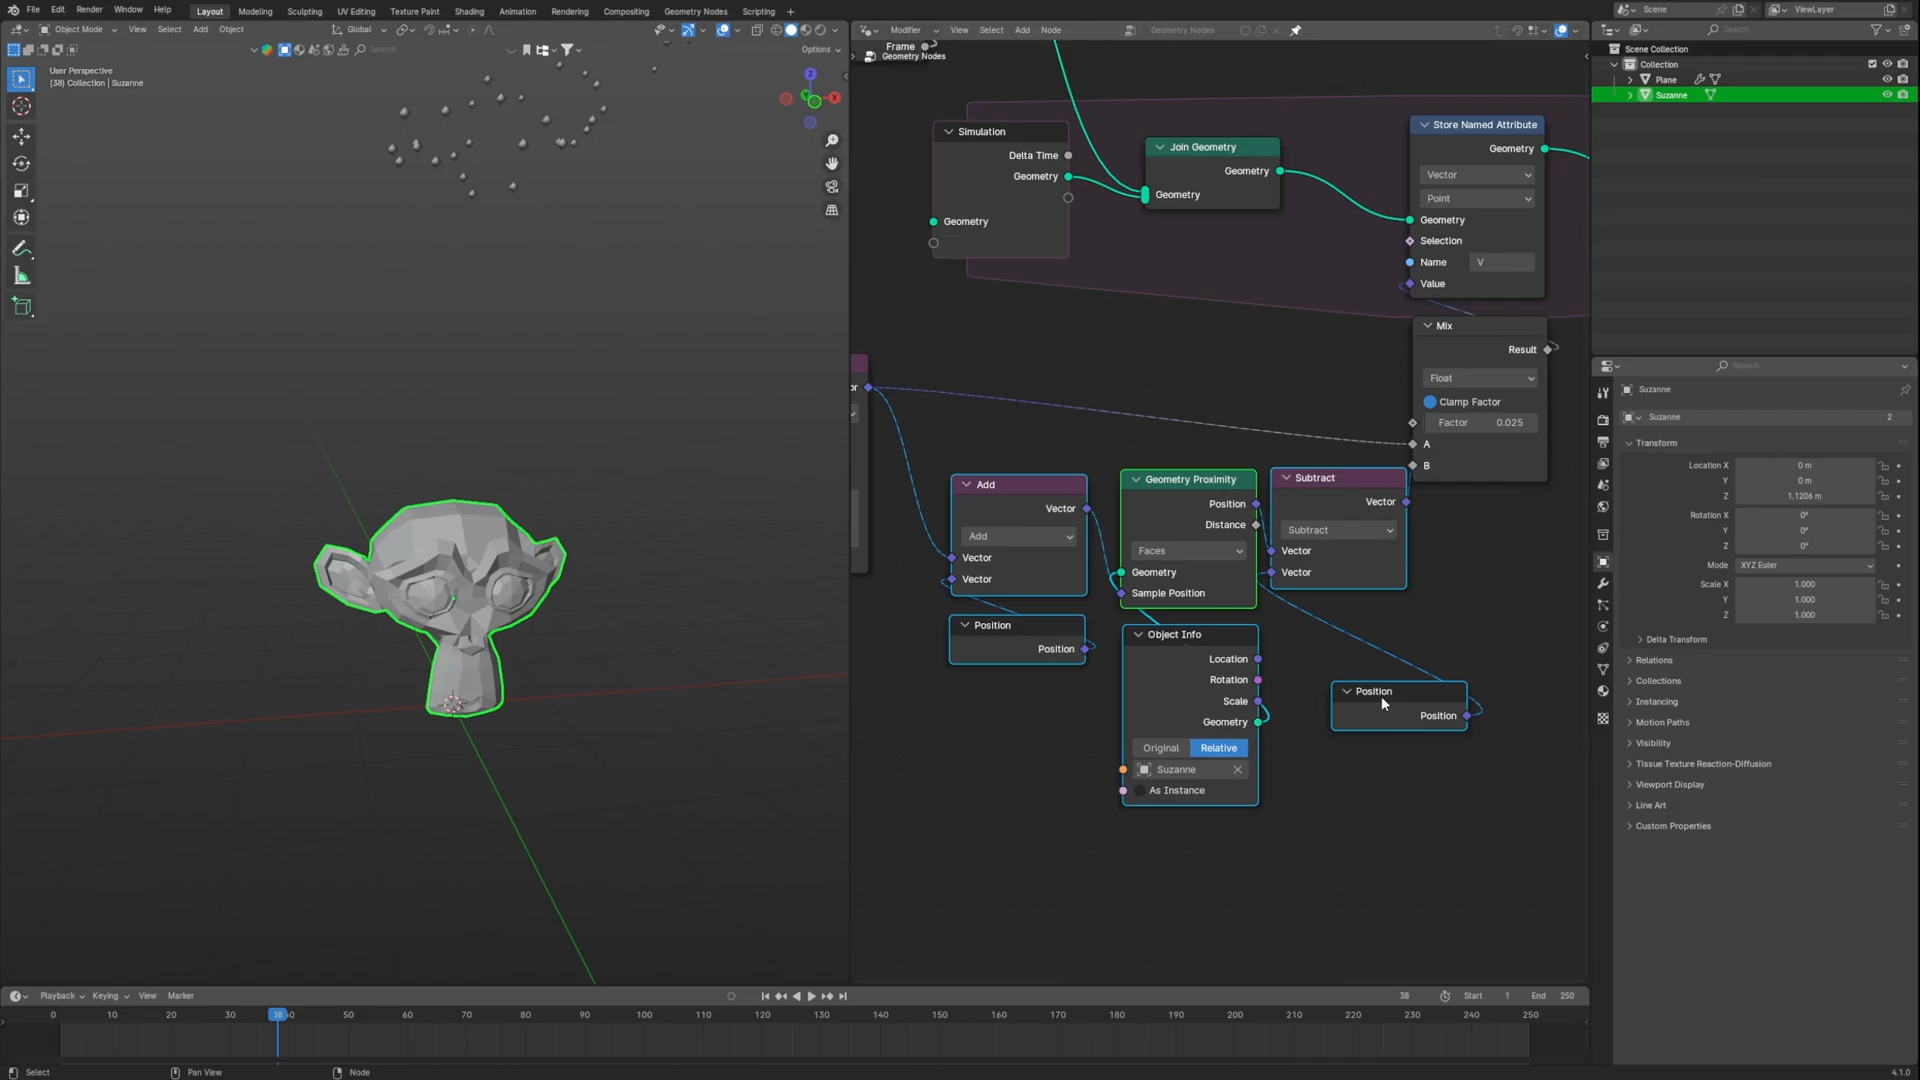 File Edit Render Window Help Layout Modeling Sculpting UV Editing Texture Paint Shading Animation Rendering Compositing Geometry Nodes Scripting + Scene ViewLayer
Object Mode View Select Add Object Global
Modifier View Select Add Node Geometry Nodes
Search
Search Options
Frame
Geometry Nodes
User Perspective
(38) Collection | Suzanne
Z
X
Y
Scene Collection
Collection
Plane
Suzanne
Simulation
Delta Time
Geometry
Geometry
Join Geometry
Geometry
Geometry
Store Named Attribute
Geometry
Vector
Point
Geometry
Selection
Name V
Value
Mix
Result
Float
Clamp Factor
Factor 0.025
A
B
or
Add
Vector
Add
Vector
Vector
Geometry Proximity
Position
Distance
Faces
Geometry
Sample Position
Subtract
Vector
Subtract
Vector
Vector
Position
Position
Object Info
Location
Rotation
Scale
Geometry
Original Relative
Suzanne
As Instance
Position
Position
Search
Suzanne
Suzanne 2
Transform
Location X 0 m
Y 0 m
Z 1.1206 m
Rotation X 0°
Y 0°
Z 0°
Mode XYZ Euler
Scale X 1.000
Y 1.000
Z 1.000
Delta Transform
Relations
Collections
Instancing
Motion Paths
Visibility
Tissue Texture Reaction-Diffusion
Viewport Display
Line Art
Custom Properties
Playback Keying View Marker 38 Start 1 End 250
0 10 20 30 38 40 50 60 70 80 90 100 110 120 130 140 150 160 170 180 190 200 210 220 230 240 250
Select Pan View Node 4.1.0